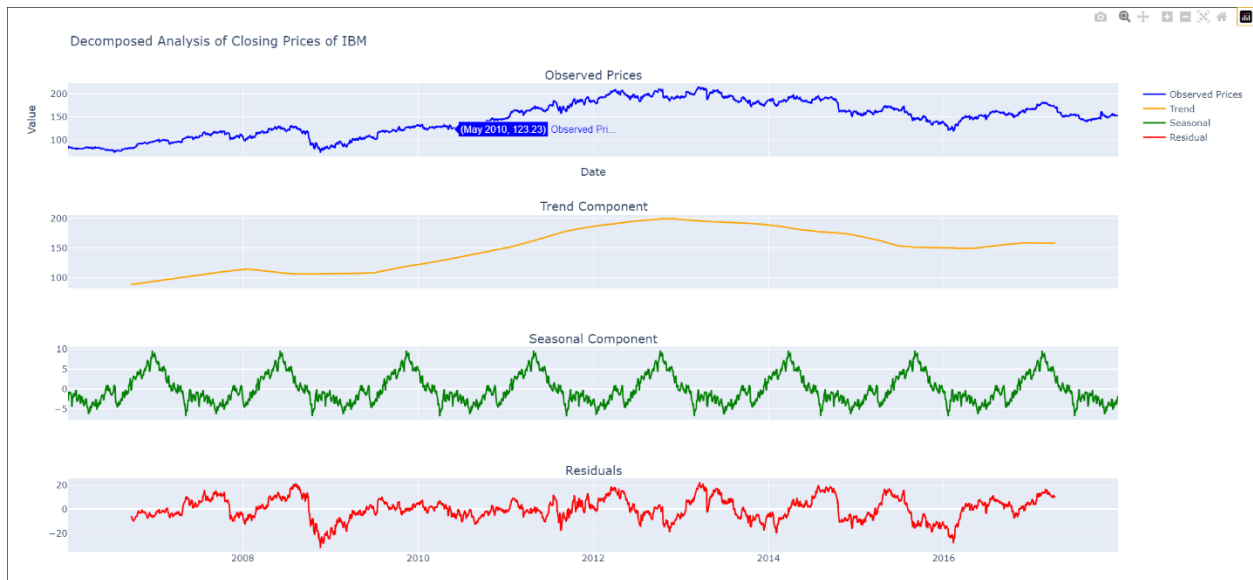 Decomposed Analysis of Closing Prices of IBM
Observed Prices
Value
200
150
100
(May 2010, 123.23) Observed Pri...
Date
Observed Prices
Trend
Seasonal
Residual
Trend Component
200
150
100
Seasonal Component
10
5
0
−5
Residuals
20
0
−20
2008 2010 2012 2014 2016